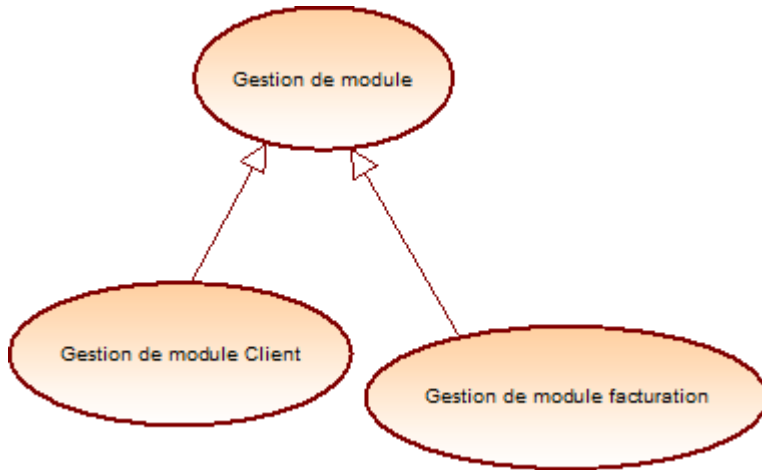 Gestion de module
Gestion de module Client
Gestion de module facturation